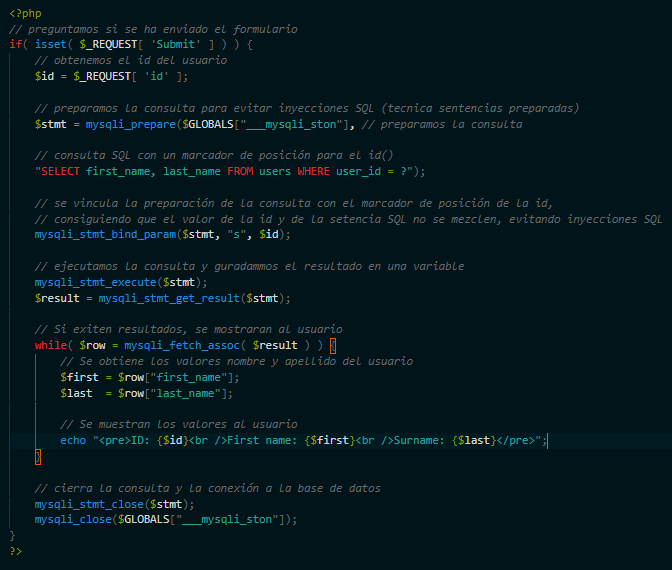 <?php
// preguntamos si se ha enviado el formulario
if( isset( $_REQUEST[ 'Submit' ] ) ) {
// obtenemos el id del usuario
$id = $_REQUEST[ 'id' ];
// preparamos la consulta para evitar inyecciones SQL (tecnica sentencias preparadas)
$stmt = mysqli_prepare($GLOBALS["___mysqli_ston"], // preparamos la consulta
// consulta SQL con un marcador de posición para el id()
"SELECT first_name, last_name FROM users WHERE user_id = ?");
// se vincula la preparación de la consulta con el marcador de posición de la id,
// consiguiendo que el valor de la id y de la setencia SQL no se mezclen, evitando inyecciones SQL
mysqli_stmt_bind_param($stmt, "s", $id);
// ejecutamos la consulta y guradammos el resultado en una variable
mysqli_stmt_execute($stmt);
$result = mysqli_stmt_get_result($stmt);
// Si exiten resultados, se mostraran al usuario
while( $row = mysqli_fetch_assoc( $result ) ) {
// Se obtiene los valores nombre y apellido del usuario
$first = $row["first_name"];
$last  = $row["last_name"];
// Se muestran los valores al usuario
echo "<pre>ID: {$id}<br />First name: {$first}<br />Surname: {$last}</pre>";
}
// cierra la consulta y la conexión a la base de datos
mysqli_stmt_close($stmt);
mysqli_close($GLOBALS["___mysqli_ston"]);
}
?>